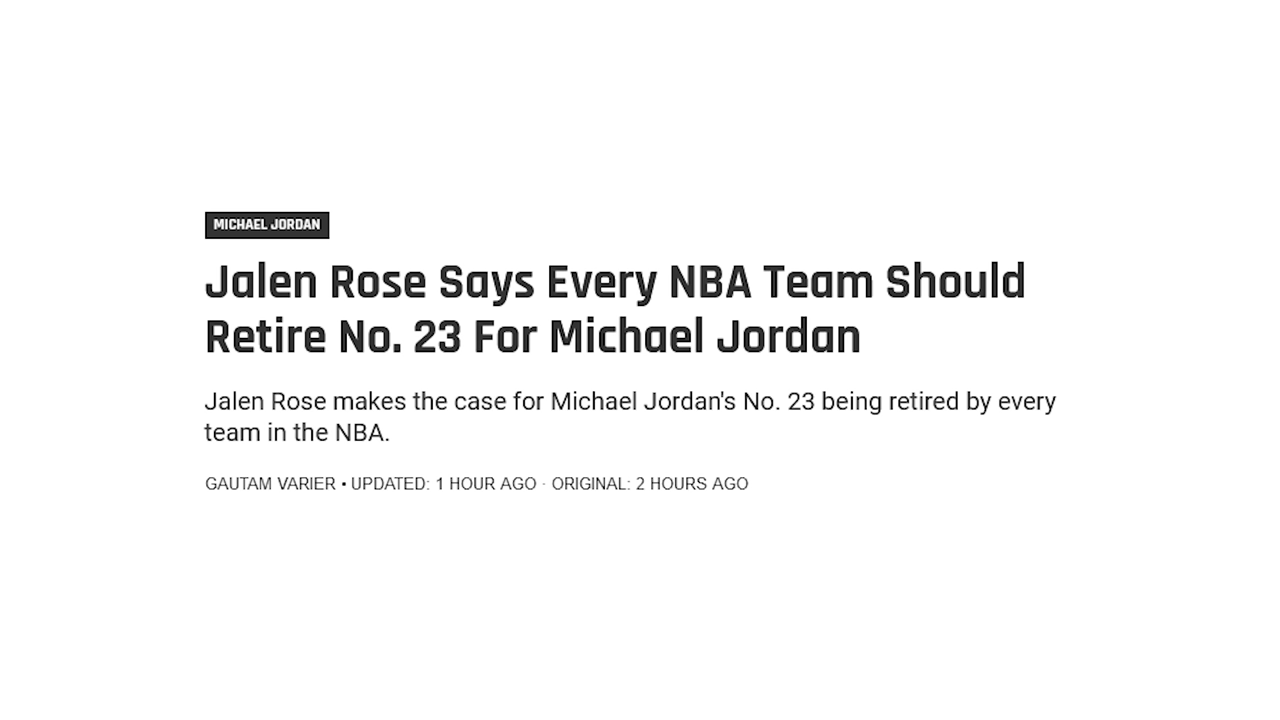 MICHAEL JORDAN
Jalen Rose Says Every NBA Team Should
Retire No. 23 For Michael Jordan
Jalen Rose makes the case for Michael Jordan's No. 23 being retired by every
team in the NBA.
GAUTAM VARIER • UPDATED: 1 HOUR AGO · ORIGINAL: 2 HOURS AGO